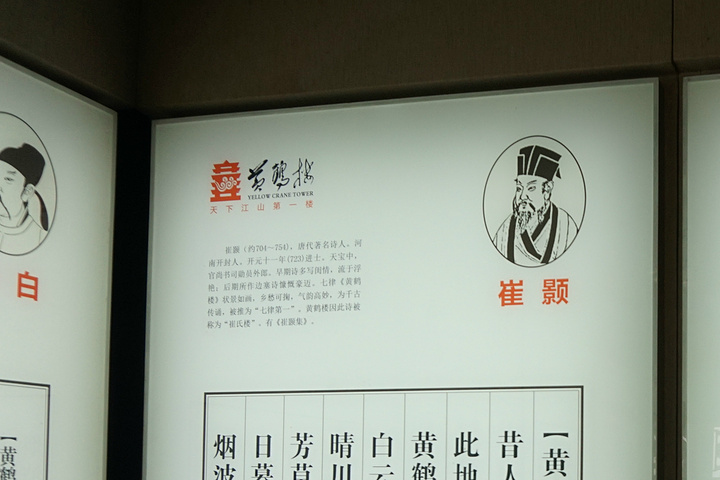 白
【黄鹤
黄鹤楼
YELLOW CRANE TOWER
天下江山第一楼
崔颢（约704～754），唐代著名诗人，河
南开封人，开元十一年(723)进士。天宝中，
官尚书司勋员外郎。早期诗多写闺情，流于浮
艳；后期所作边塞诗慷慨豪迈。七律《黄鹤
楼》状景如画，乡愁可掬，气韵高妙，为千古
传诵，被推为“七律第一”。黄鹤楼因此诗被
称为“崔氏楼”。有《崔颢集》。
崔颢
【黄
昔人
此地
黄鹤
白云
晴川
芳草
日暮
烟波